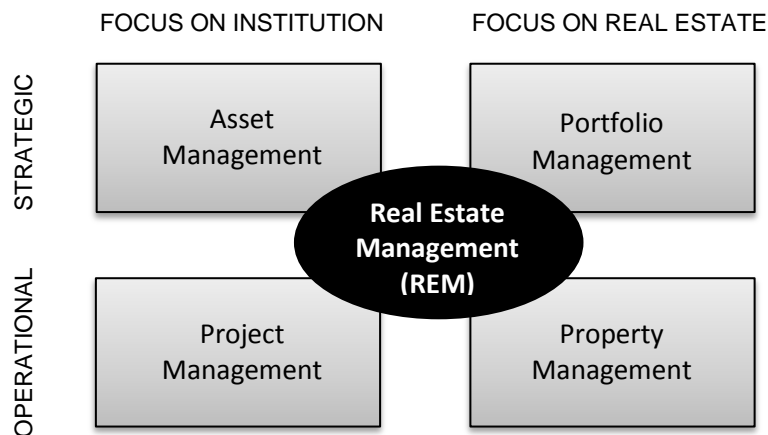 FOCUS ON INSTITUTION
FOCUS ON REAL ESTATE
STRATEGIC
Asset
Management
Portfolio
Management
Real Estate
Management
(REM)
OPERATIONAL
Project
Management
Property
Management